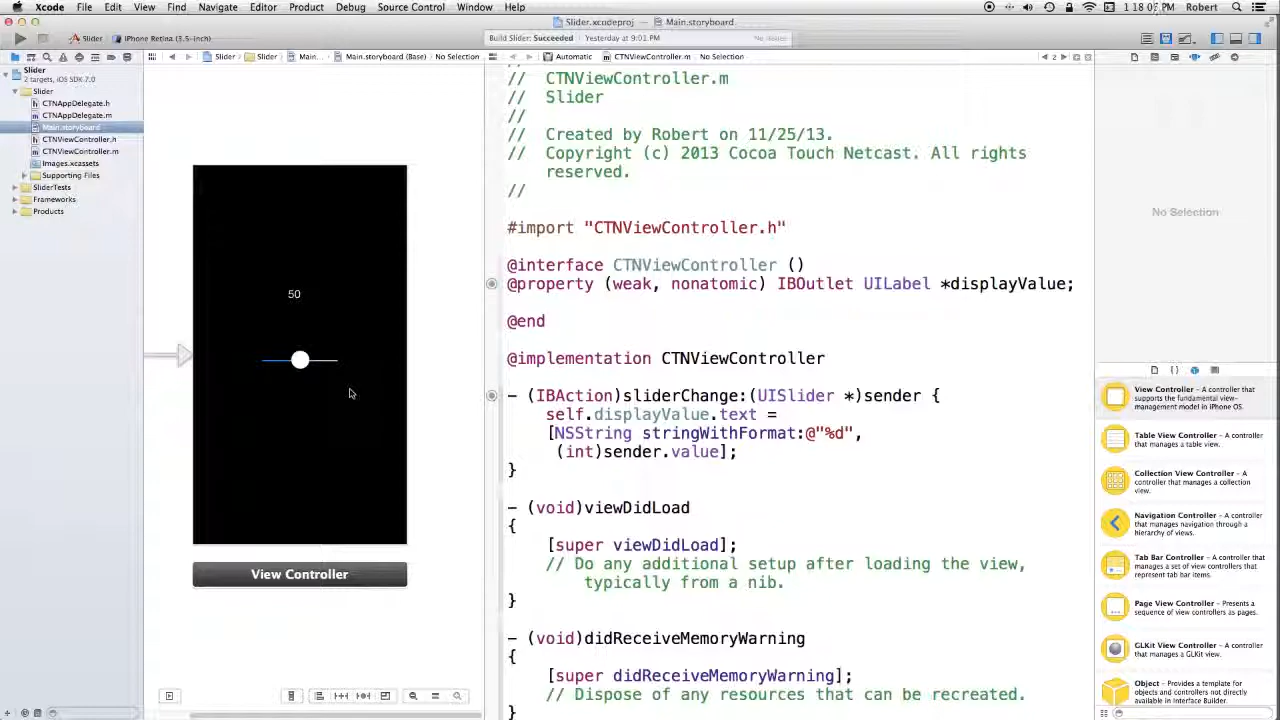 Xcode File Edit View Find Navigate Editor Product Debug Source Control Window Help 1 18 05 PM Robert
Slider.xcodeproj › Main.storyboard
Slider › iPhone Retina (3.5-inch)
Build Slider: Succeeded Yesterday at 9:01 PM No Issues
Slider › Slider › Main... › Main.storyboard (Base) › No Selection
Automatic › CTNViewController.m › No Selection
2
Slider
2 targets, iOS SDK 7.0
Slider
CTNAppDelegate.h
CTNAppDelegate.m
Main.storyboard
CTNViewController.h
CTNViewController.m
Images.xcassets
Supporting Files
SliderTests
Frameworks
Products
50
View Controller
//
// CTNViewController.m
// Slider
//
// Created by Robert on 11/25/13.
// Copyright (c) 2013 Cocoa Touch Netcast. All rights
reserved.
//
#import "CTNViewController.h"
@interface CTNViewController ()
@property (weak, nonatomic) IBOutlet UILabel *displayValue;
@end
@implementation CTNViewController
- (IBAction)sliderChange:(UISlider *)sender {
self.displayValue.text =
[NSString stringWithFormat:@"%d",
(int)sender.value];
}
- (void)viewDidLoad
{
[super viewDidLoad];
// Do any additional setup after loading the view,
typically from a nib.
}
- (void)didReceiveMemoryWarning
{
[super didReceiveMemoryWarning];
// Dispose of any resources that can be recreated.
}
No Selection
View Controller - A controller that
supports the fundamental view-
management model in iPhone OS.
Table View Controller - A controller
that manages a table view.
Collection View Controller - A
controller that manages a collection
view.
Navigation Controller - A controller
that manages navigation through a
hierarchy of views.
Tab Bar Controller - A controller
that manages a set of view controllers that
represent tab bar items.
Page View Controller - Presents a
sequence of view controllers as pages.
GLKit View Controller - A controller
that manages a GLKit view.
Object - Provides a template for
objects and controllers not directly
available in Interface Builder.